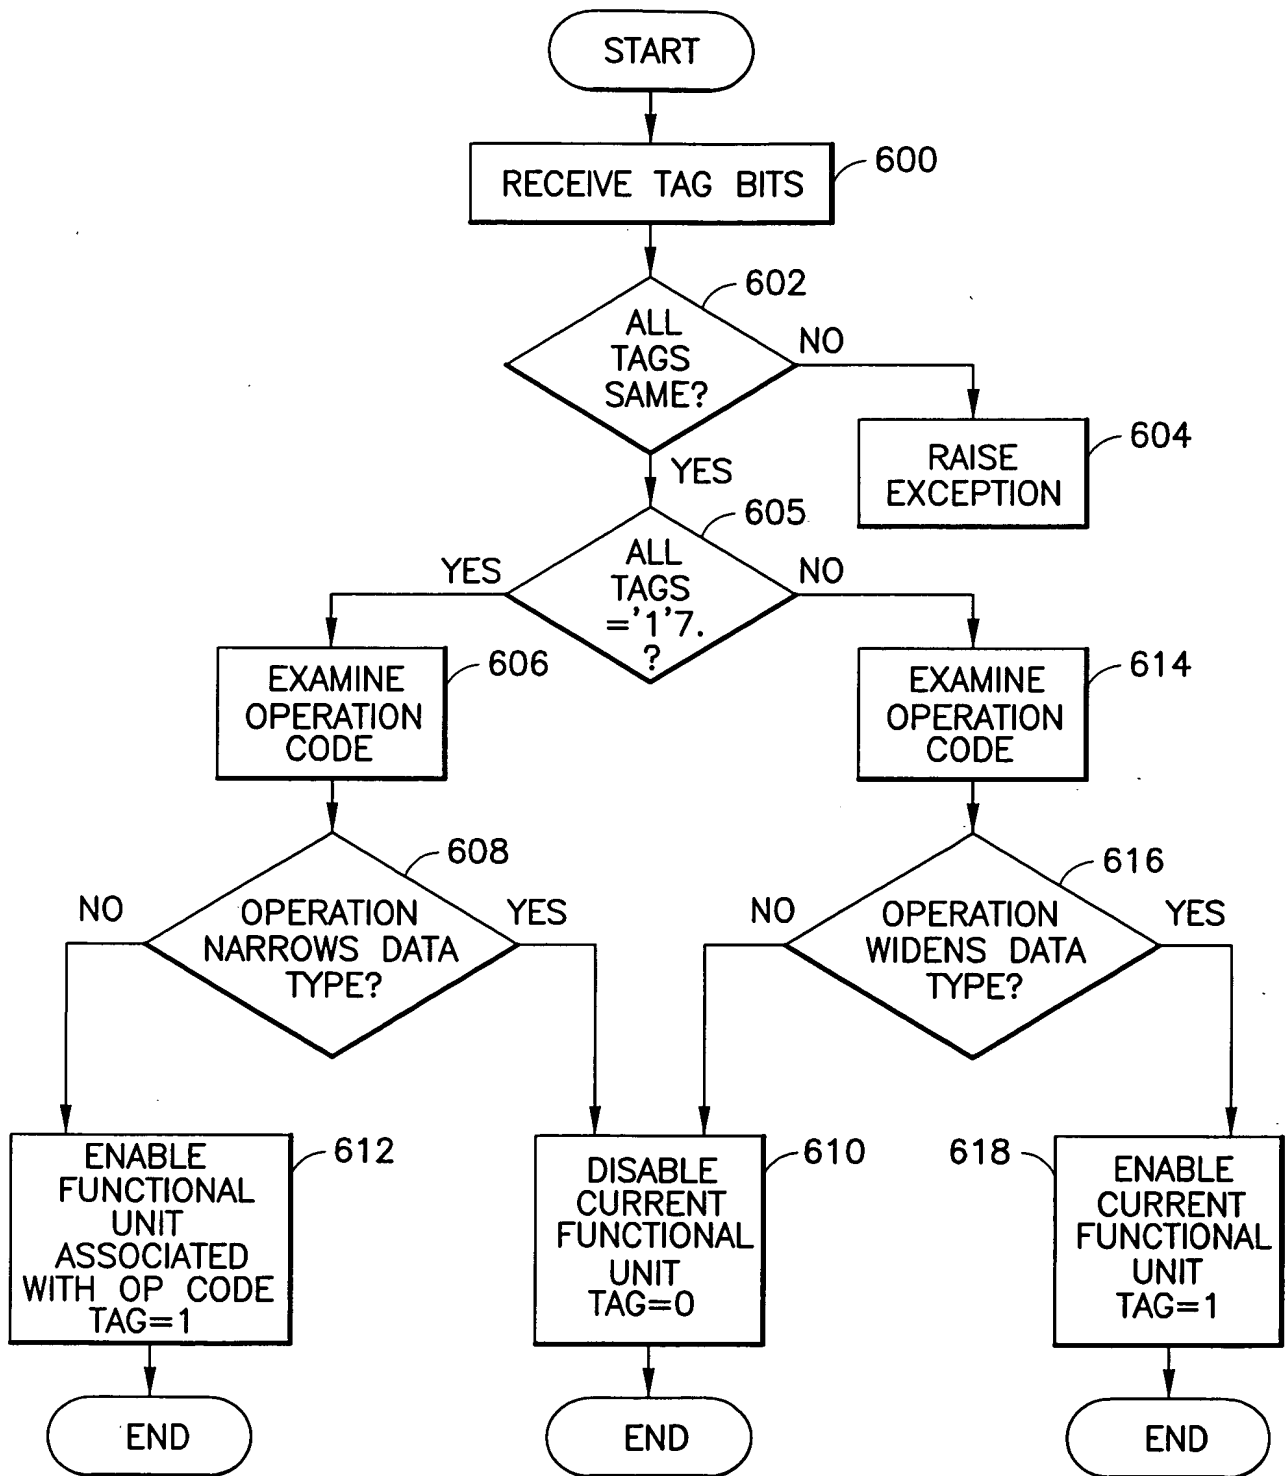 START
RECEIVE TAG BITS
600
602
ALL
TAGS
SAME?
NO
YES
604
RAISE
EXCEPTION
605
ALL
TAGS
='1'7.
?
YES
NO
606
EXAMINE
OPERATION
CODE
614
EXAMINE
OPERATION
CODE
608
NO
OPERATION
NARROWS DATA
TYPE?
YES
616
NO
OPERATION
WIDENS DATA
TYPE?
YES
612
ENABLE
FUNCTIONAL
UNIT
ASSOCIATED
WITH OP CODE
TAG=1
610
DISABLE
CURRENT
FUNCTIONAL
UNIT
TAG=0
618
ENABLE
CURRENT
FUNCTIONAL
UNIT
TAG=1
END
END
END